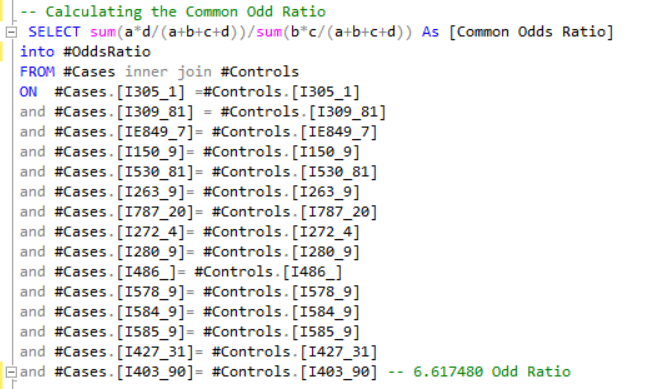 -- Calculating the Common Odd Ratio
SELECT sum(a*d/(a+b+c+d))/sum(b*c/(a+b+c+d)) As [Common Odds Ratio]
into #OddsRatio
FROM #Cases inner join #Controls
ON #Cases.[I305_1] =#Controls.[I305_1]
and #Cases.[I309_81] = #Controls.[I309_81]
and #Cases.[IE849_7]= #Controls.[IE849_7]
and #Cases.[I150_9]= #Controls.[I150_9]
and #Cases.[I530_81]= #Controls.[I530_81]
and #Cases.[I263_9]= #Controls.[I263_9]
and #Cases.[I787_20]= #Controls.[I787_20]
and #Cases.[I272_4]= #Controls.[I272_4]
and #Cases.[I280_9]= #Controls.[I280_9]
and #Cases.[I486_]= #Controls.[I486_]
and #Cases.[I578_9]= #Controls.[I578_9]
and #Cases.[I584_9]= #Controls.[I584_9]
and #Cases.[I585_9]= #Controls.[I585_9]
and #Cases.[I427_31]= #Controls.[I427_31]
and #Cases.[I403_90]= #Controls.[I403_90] -- 6.617480 Odd Ratio